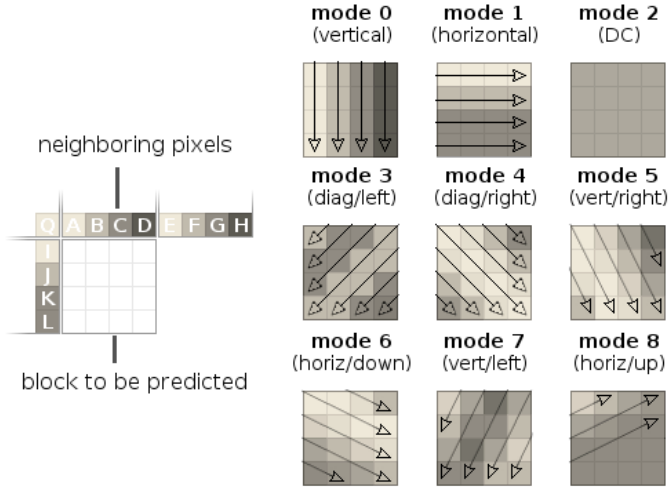 mode 0
(vertical)
mode 1
(horizontal)
mode 2
(DC)
neighboring pixels
Q A B C D E F G H
I
J
K
L
block to be predicted
mode 3
(diag/left)
mode 4
(diag/right)
mode 5
(vert/right)
mode 6
(horiz/down)
mode 7
(vert/left)
mode 8
(horiz/up)